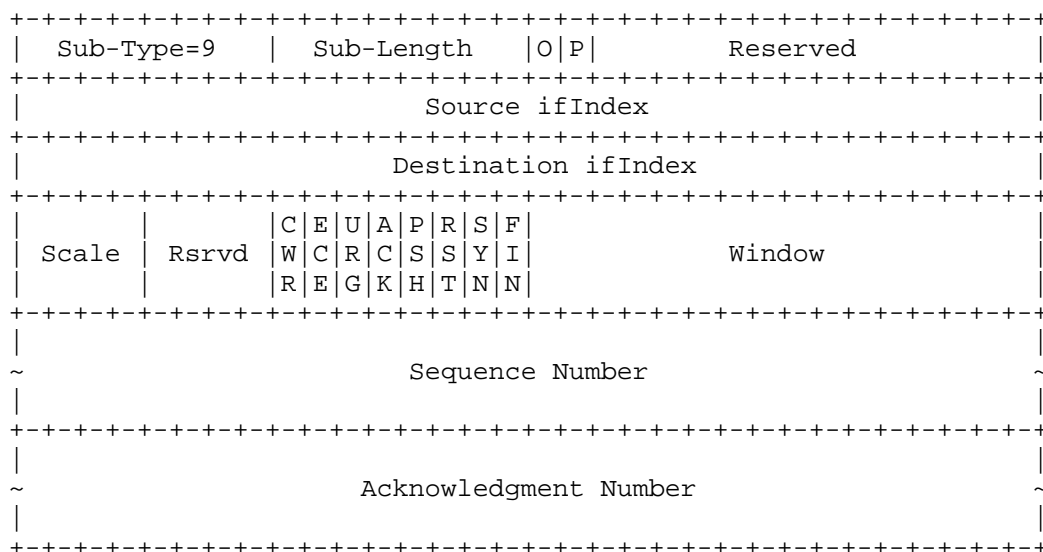 +-+-+-+-+-+-+-+-+-+-+-+-+-+-+-+-+-+-+-+-+-+-+-+-+-+-+-+-+-+-+-+-+
|  Sub-Type=9   |  Sub-Length   |O|P|        Reserved           |
+-+-+-+-+-+-+-+-+-+-+-+-+-+-+-+-+-+-+-+-+-+-+-+-+-+-+-+-+-+-+-+-+
|                         Source ifIndex                        |
+-+-+-+-+-+-+-+-+-+-+-+-+-+-+-+-+-+-+-+-+-+-+-+-+-+-+-+-+-+-+-+-+
|                       Destination ifIndex                     |
+-+-+-+-+-+-+-+-+-+-+-+-+-+-+-+-+-+-+-+-+-+-+-+-+-+-+-+-+-+-+-+-+
|       |       |C|E|U|A|P|R|S|F|                               |
| Scale | Rsrvd |W|C|R|C|S|S|Y|I|            Window             |
|       |       |R|E|G|K|H|T|N|N|                               |
+-+-+-+-+-+-+-+-+-+-+-+-+-+-+-+-+-+-+-+-+-+-+-+-+-+-+-+-+-+-+-+-+
|                                                               |
~                        Sequence Number                        ~
|                                                               |
+-+-+-+-+-+-+-+-+-+-+-+-+-+-+-+-+-+-+-+-+-+-+-+-+-+-+-+-+-+-+-+-+
|                                                               |
~                     Acknowledgment Number                     ~
|                                                               |
+-+-+-+-+-+-+-+-+-+-+-+-+-+-+-+-+-+-+-+-+-+-+-+-+-+-+-+-+-+-+-+-+